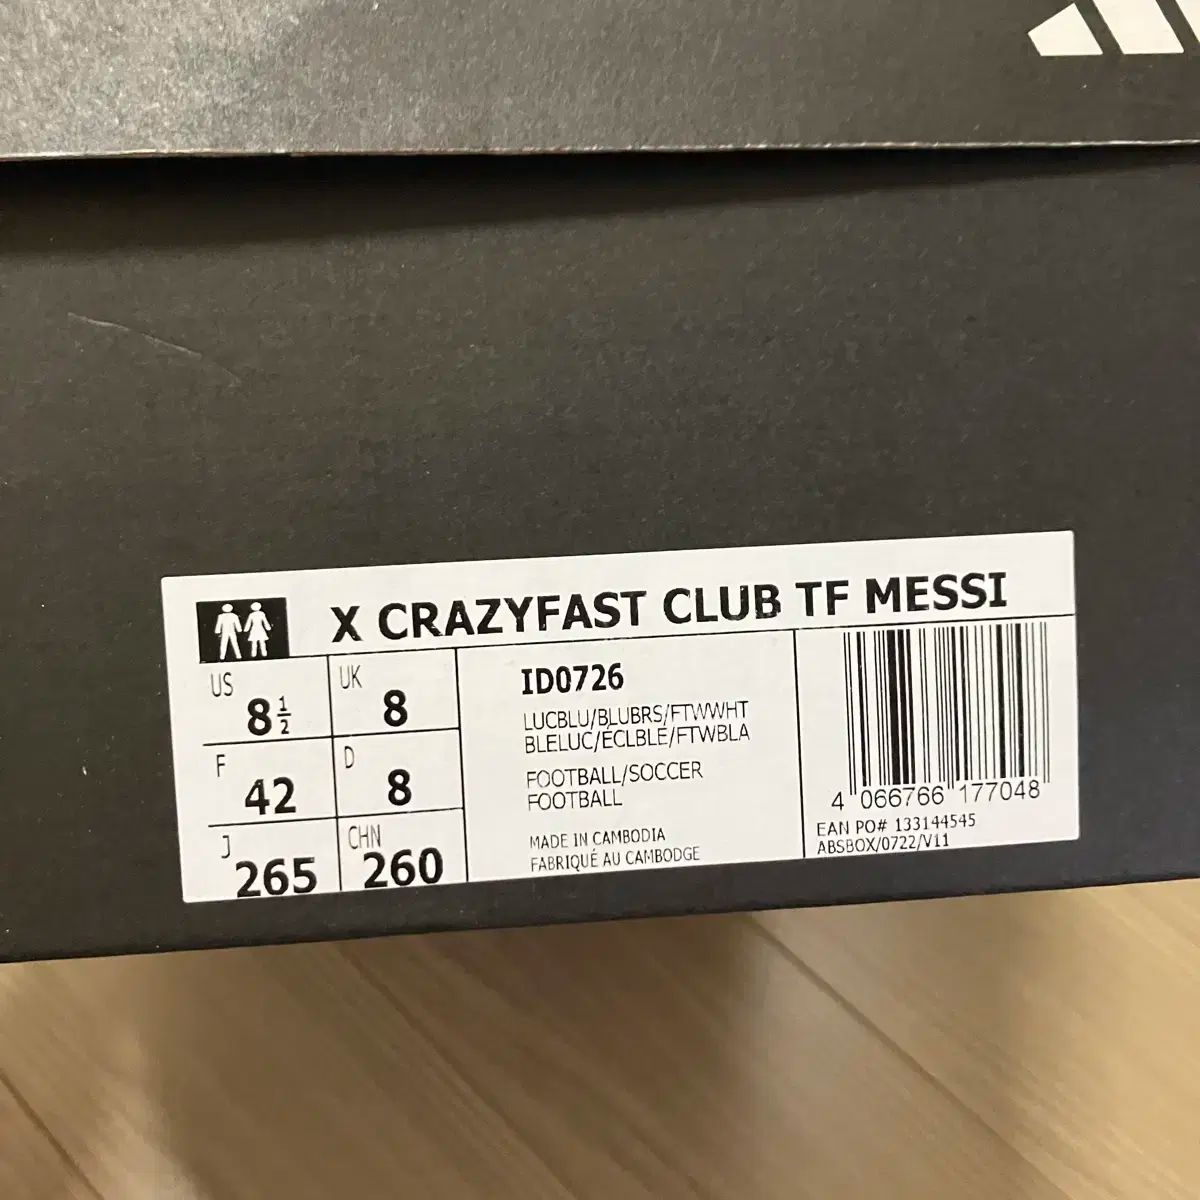 X CRAZYFAST CLUB TF MESSI
US 8½
UK 8
F 42
D 8
J 265
CHN 260
ID0726
LUCBLU/BLUBRS/FTWWHT
BLELUC/ÉCLBLE/FTWBLA
FOOTBALL/SOCCER
FOOTBALL
MADE IN CAMBODIA
FABRIQUÉ AU CAMBODGE
4 066766 177048
EAN PO# 133144545
ABSBOX/0722/V11